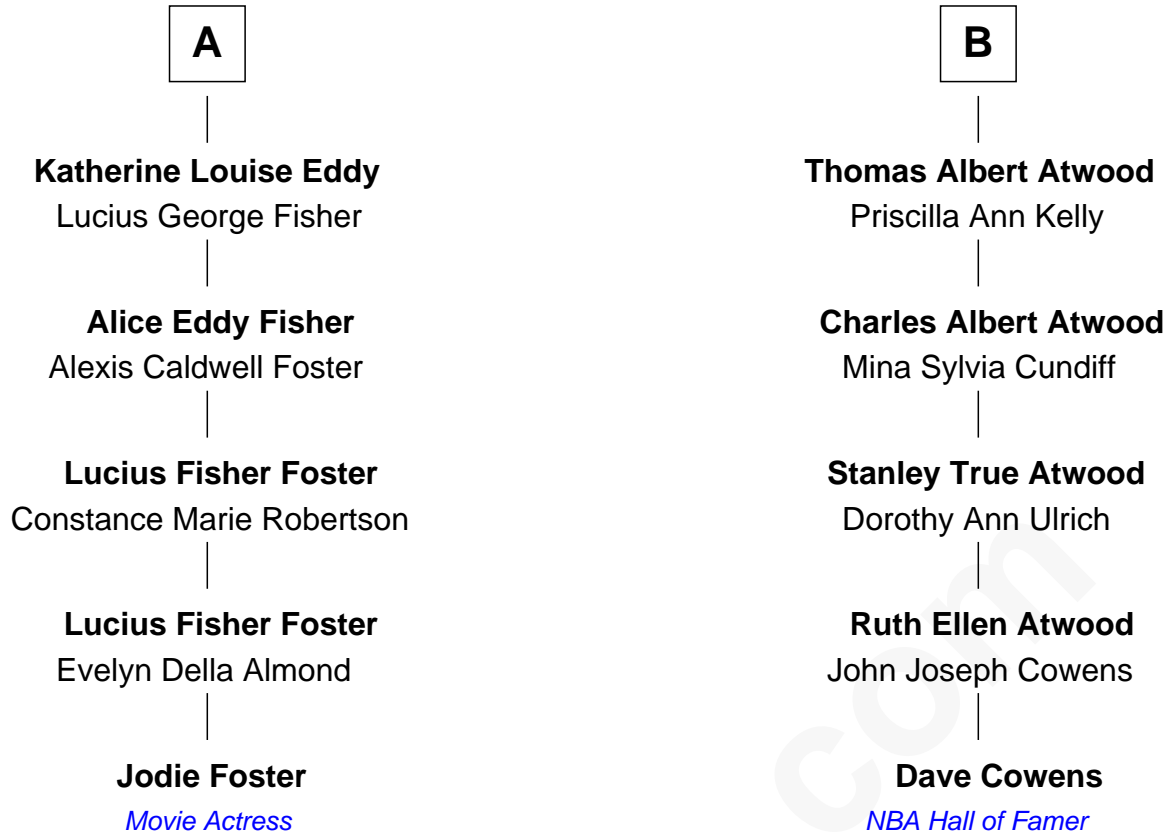 A
Katherine Louise Eddy
Lucius George Fisher
Alice Eddy Fisher
Alexis Caldwell Foster
Lucius Fisher Foster
Constance Marie Robertson
Lucius Fisher Foster
Evelyn Della Almond
Jodie Foster
Movie Actress
B
Thomas Albert Atwood
Priscilla Ann Kelly
Charles Albert Atwood
Mina Sylvia Cundiff
Stanley True Atwood
Dorothy Ann Ulrich
Ruth Ellen Atwood
John Joseph Cowens
Dave Cowens
NBA Hall of Famer
com